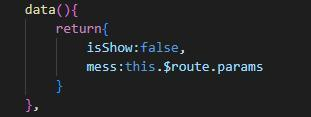 data(){
return{
isShow:false,
mess:this.$route.params
}
},